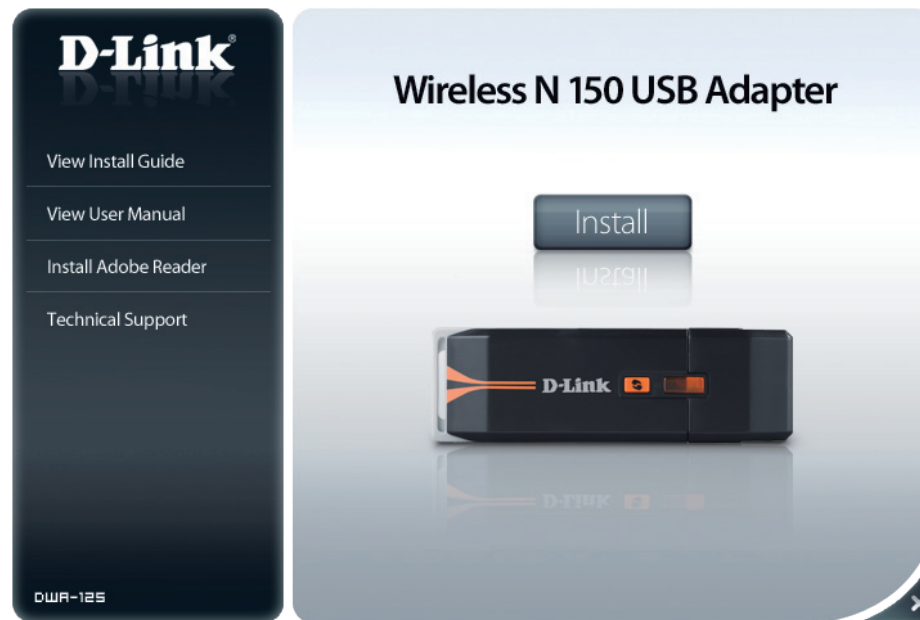 D-Link®
View Install Guide
View User Manual
Install Adobe Reader
Technical Support
DWA-125
Wireless N 150 USB Adapter
Install
D-Link